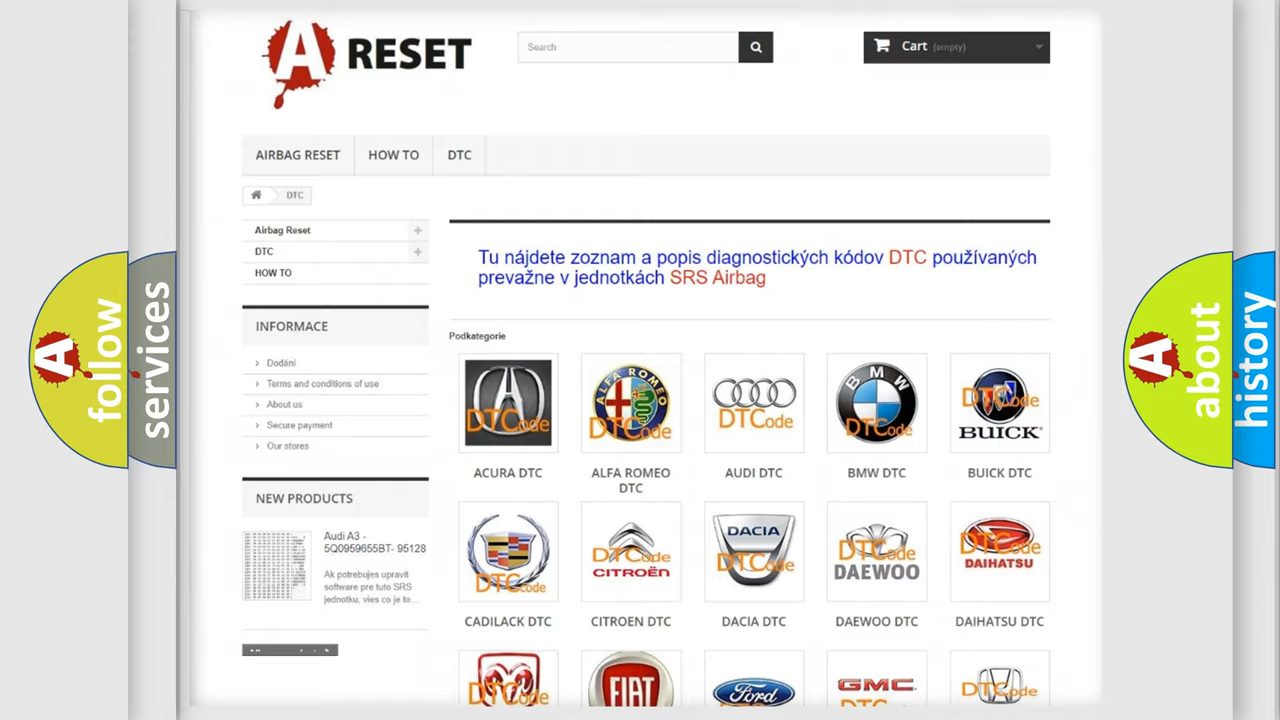 A RESET
Search
Cart (empty)
AIRBAG RESET
HOW TO
DTC
DTC
Airbag Reset
DTC
HOW TO
INFORMACE
Dodání
Terms and conditions of use
About us
Secure payment
Our stores
NEW PRODUCTS
Audi A3 -
5Q0959655BT- 95128
Ak potrebujes upravit
software pre tuto SRS
jednotku, vies co je to...
Tu nájdete zoznam a popis diagnostických kódov DTC používaných
prevažne v jednotkách SRS Airbag
Podkategorie
DTCode
ALFA ROMEO
DTCode
DTCode
BMW
DTCode
DTCode
BUICK
ACURA DTC
ALFA ROMEO
DTC
AUDI DTC
BMW DTC
BUICK DTC
DTCode
DTCode
CITROËN
DACIA
DTCode
DTCode
DAEWOO
DTCode
DAIHATSU
CADILACK DTC
CITROEN DTC
DACIA DTC
DAEWOO DTC
DAIHATSU DTC
DTCode
FIAT
Ford
GMC
DTCode
A follow
services
A about
history